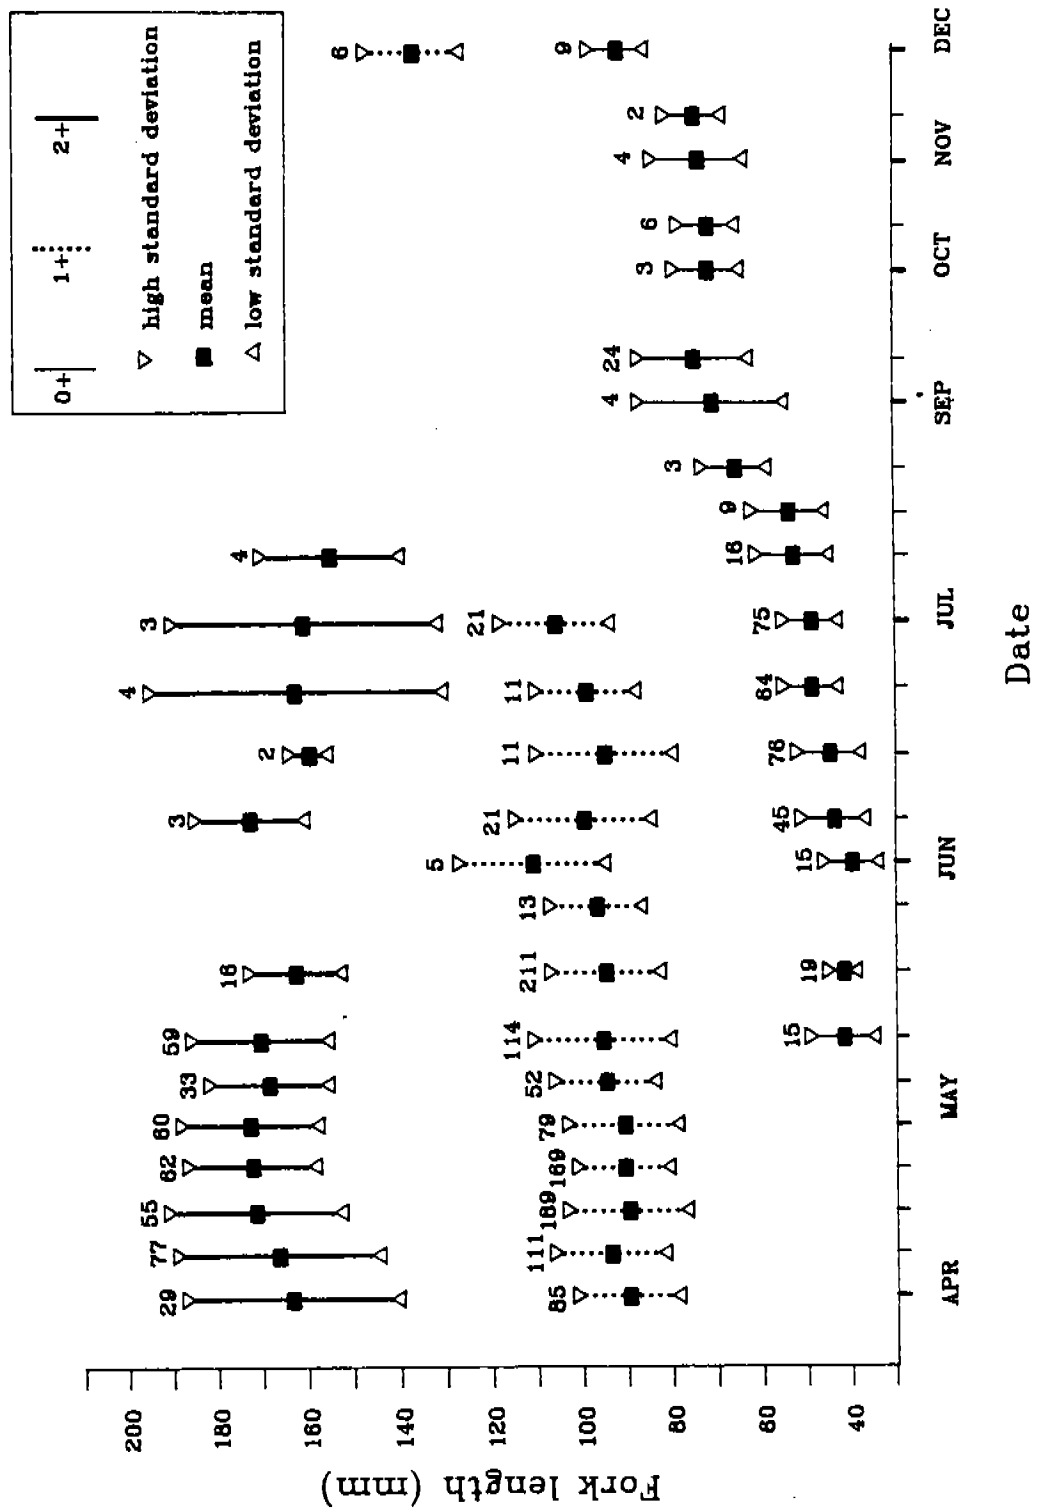 0+ 1+ 2+
high standard deviation
mean
low standard deviation
Fork length (mm)
200
180
160
140
120
100
80
60
40
29 77 55 62 60 33 59 16 3 2 4 3 4
85 111 189 169 79 52 114 211 13 5 21 11 11 21 6
15 19 15 45 76 64 75 16 9 3 4 24 3 6 4 2 9
APR MAY JUN JUL SEP OCT NOV DEC
Date